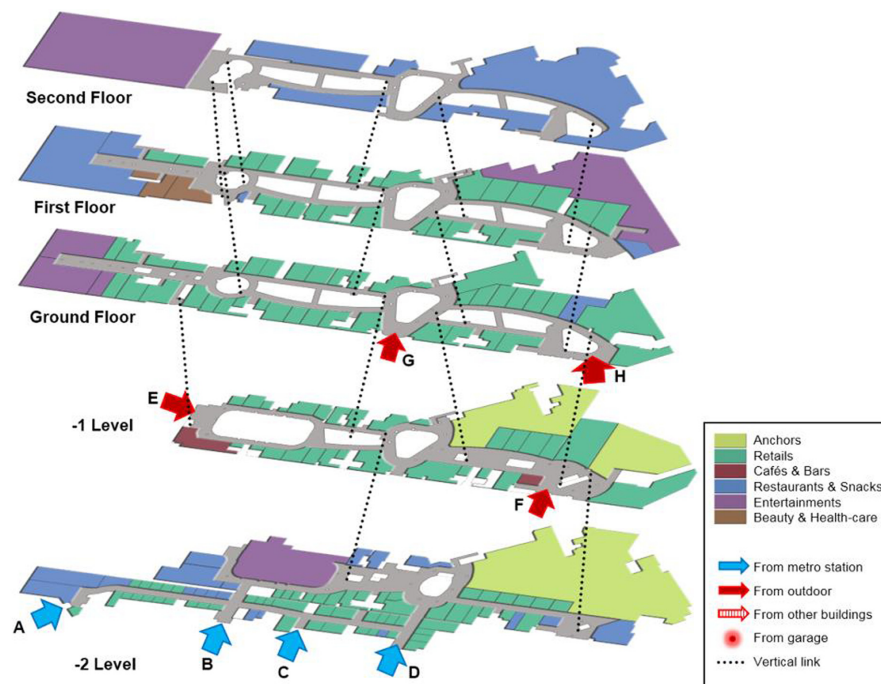 Second Floor
First Floor
Ground Floor
G
H
E
-1 Level
F
A
B
C
D
-2 Level
Anchors
Retails
Cafés & Bars
Restaurants & Snacks
Entertainments
Beauty & Health-care
From metro station
From outdoor
From other buildings
From garage
Vertical link